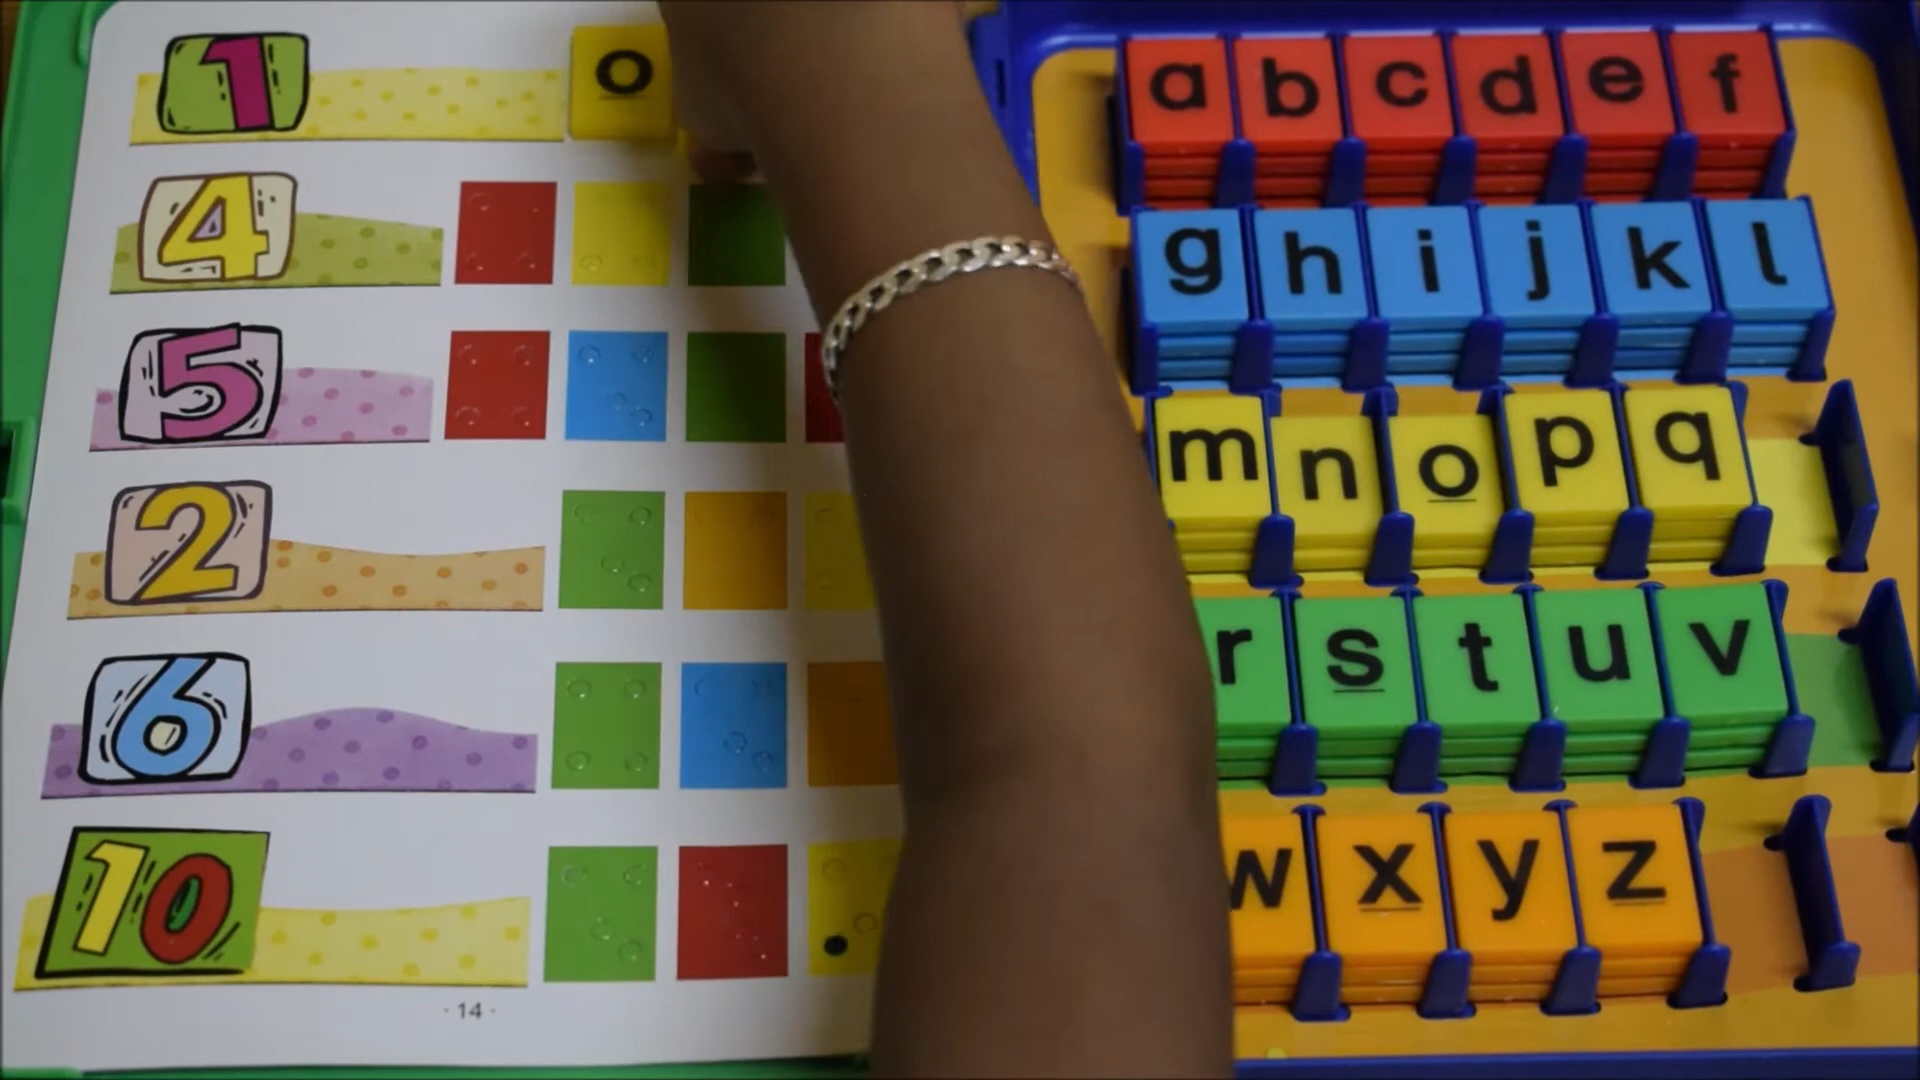 1 o
4
5
2
6
10
· 14 ·
a b c d e f
g h i j k l
m n o p q
r s t u v
w x y z